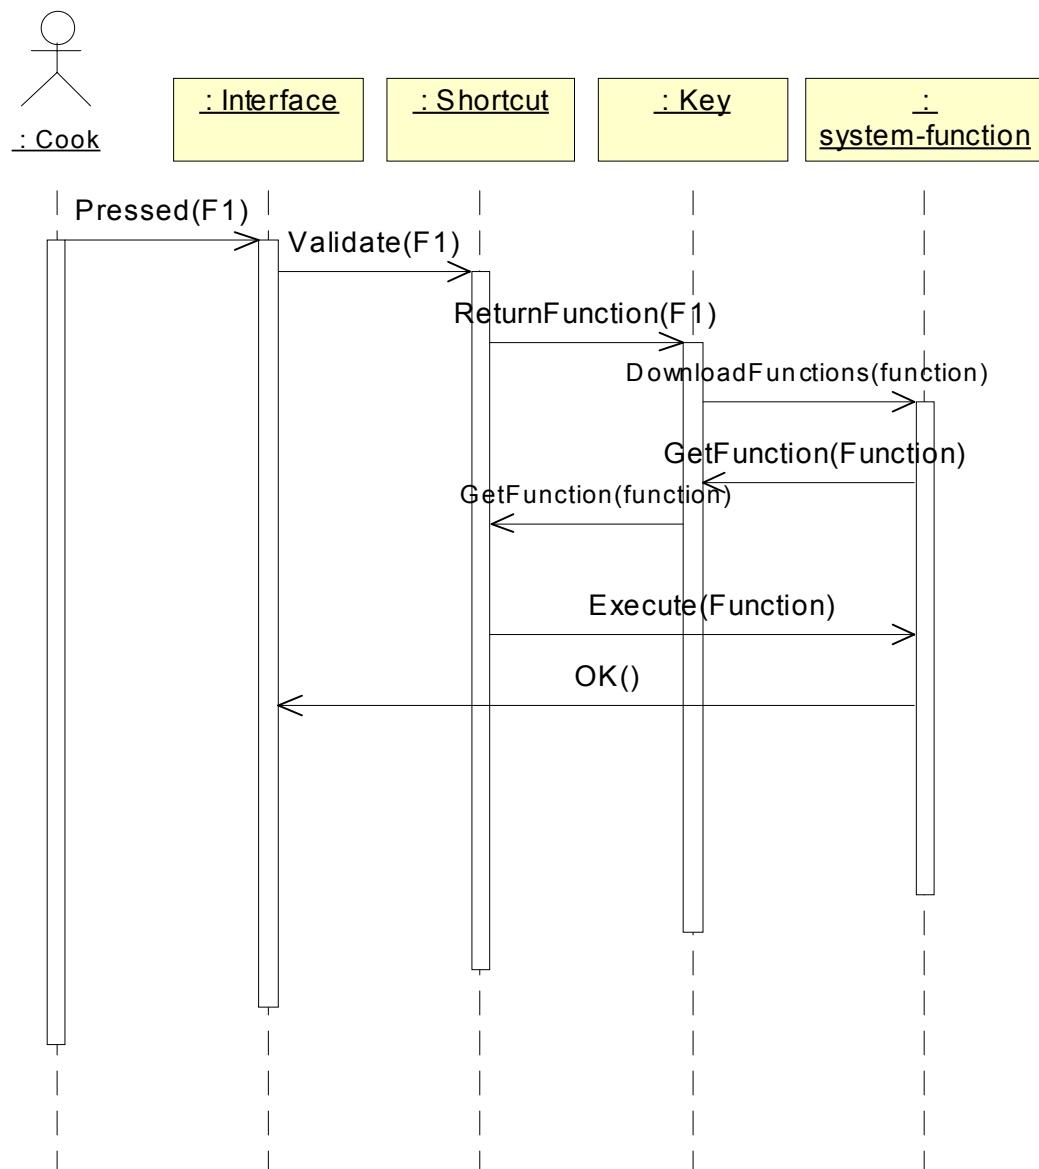 : Cook
: Interface
: Shortcut
: Key
:
system-function
Pressed(F1)
Validate(F1)
ReturnFunction(F1)
DownloadFunctions(function)
GetFunction(Function)
GetFunction(function)
Execute(Function)
OK()